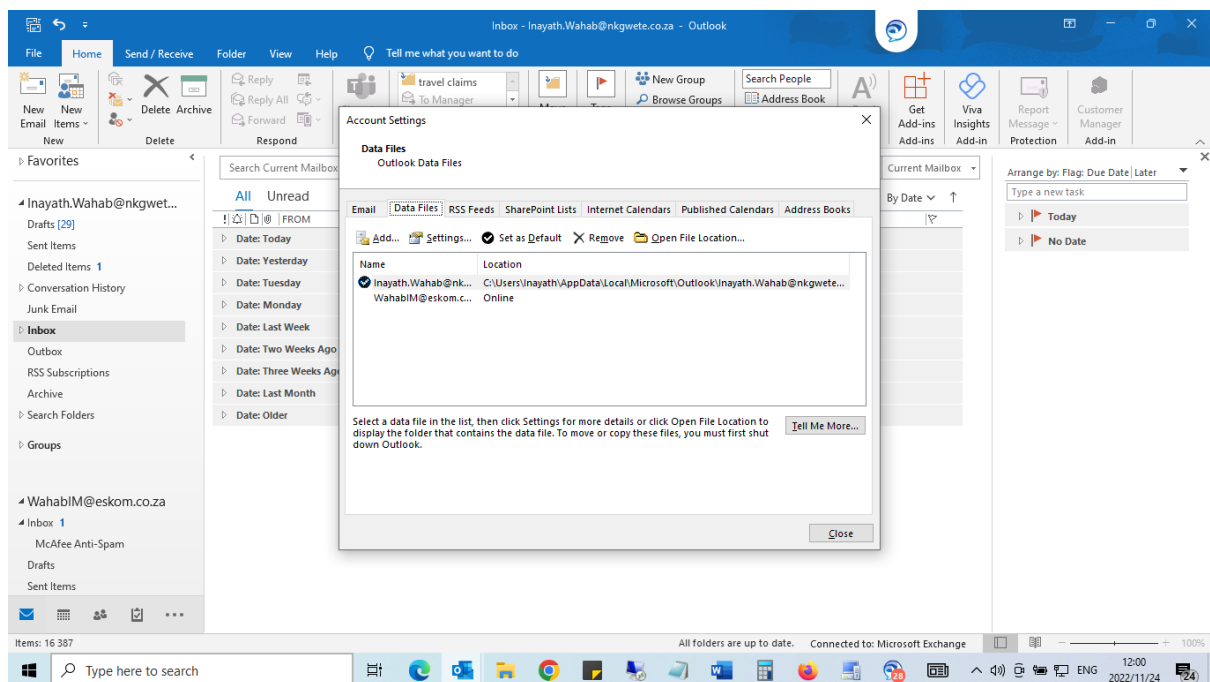 Inbox - Inayath.Wahab@nkgwete.co.za - Outlook
File Home Send / Receive Folder View Help Tell me what you want to do
New Email
New Items
New
Delete Archive
Delete
Reply
Reply All
Forward
Respond
travel claims
To Manager
New Group
Browse Groups
Search People
Address Book
Get Add-ins
Add-ins
Viva Insights
Add-in
Report Message
Protection
Customer Manager
Add-in
Favorites
Inayath.Wahab@nkgwet...
Drafts [29]
Sent Items
Deleted Items 1
Conversation History
Junk Email
Inbox
Outbox
RSS Subscriptions
Archive
Search Folders
Groups
WahabIM@eskom.co.za
Inbox 1
McAfee Anti-Spam
Drafts
Sent Items
Search Current Mailbox
Current Mailbox
All Unread
By Date
FROM
Date: Today
Date: Yesterday
Date: Tuesday
Date: Monday
Date: Last Week
Date: Two Weeks Ago
Date: Three Weeks Ago
Date: Last Month
Date: Older
Account Settings
Data Files
Outlook Data Files
Email Data Files RSS Feeds SharePoint Lists Internet Calendars Published Calendars Address Books
Add... Settings... Set as Default Remove Open File Location...
Name Location
Inayath.Wahab@nk... C:\Users\Inayath\AppData\Local\Microsoft\Outlook\Inayath.Wahab@nkgwete...
WahabIM@eskom.c... Online
Select a data file in the list, then click Settings for more details or click Open File Location to
display the folder that contains the data file. To move or copy these files, you must first shut
down Outlook.
Tell Me More...
Close
Arrange by: Flag: Due Date Later
Type a new task
Today
No Date
Items: 16 387
All folders are up to date. Connected to: Microsoft Exchange
100%
Type here to search
28
ENG
12:00
2022/11/24
24